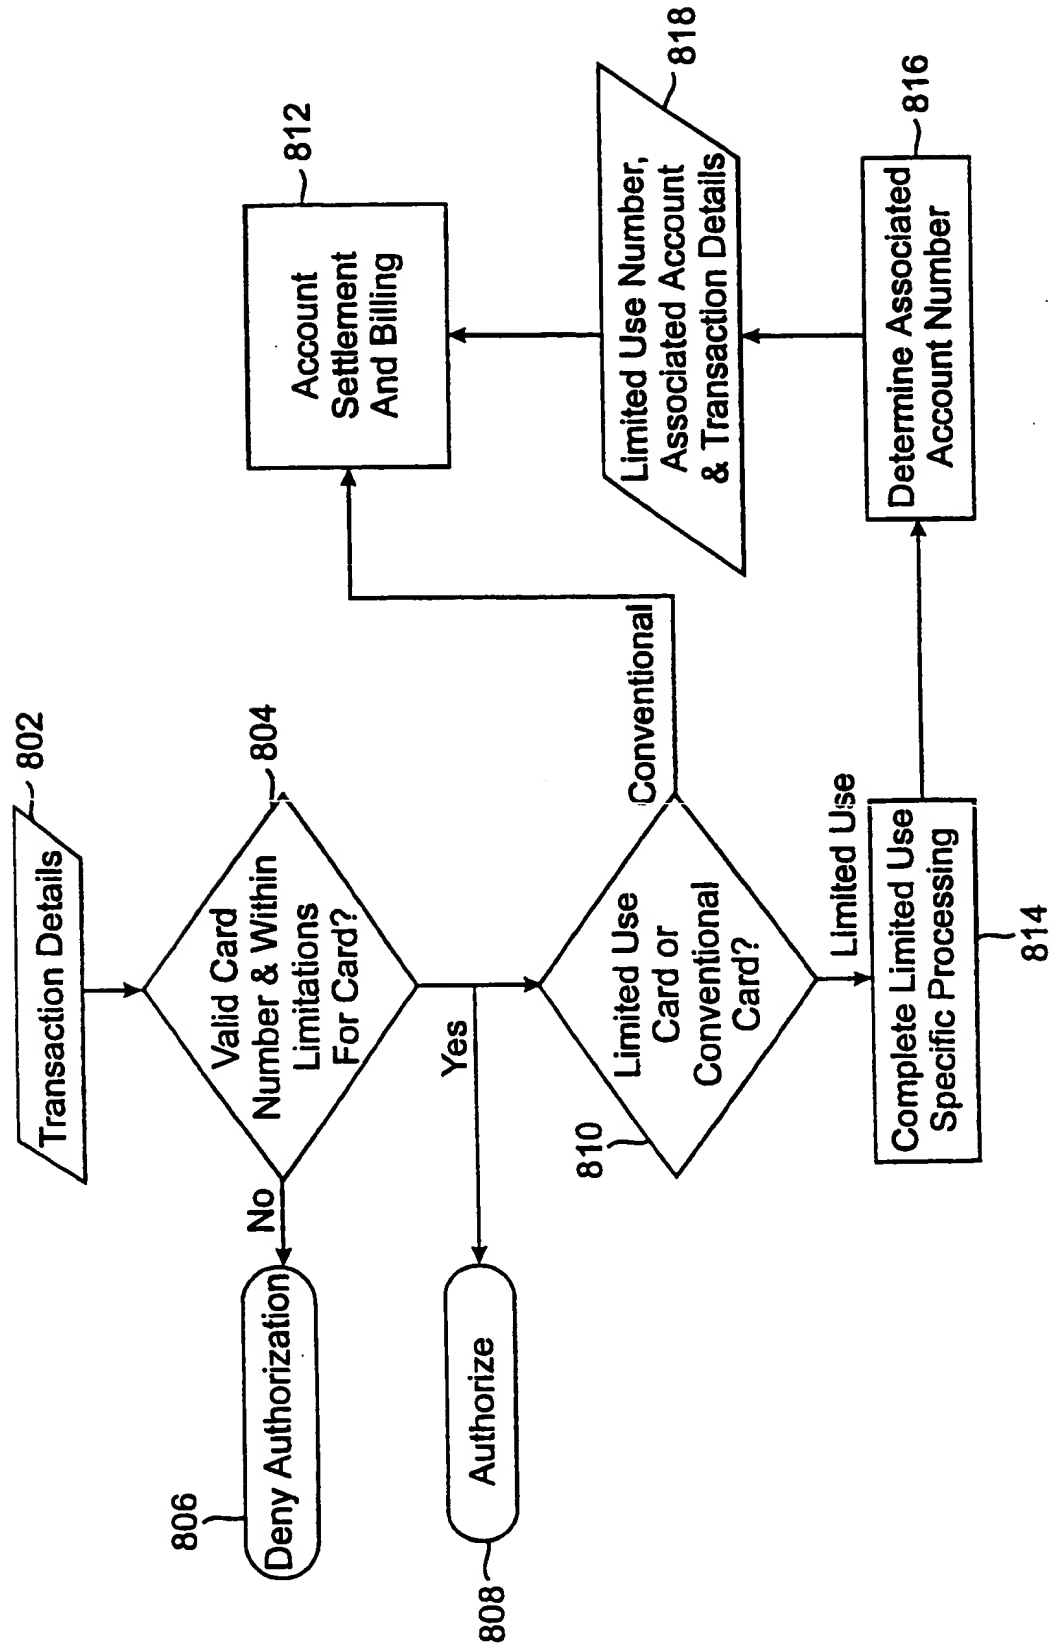 802
Transaction Details
804
Valid Card
Number & Within
Limitations
For Card?
No
806
Deny Authorization
Yes
808
Authorize
810
Limited Use
Card or
Conventional
Card?
Conventional
812
Account
Settlement
And Billing
Limited Use
Complete Limited Use
Specific Processing
814
Determine Associated
Account Number
816
Limited Use Number,
Associated Account
& Transaction Details
818